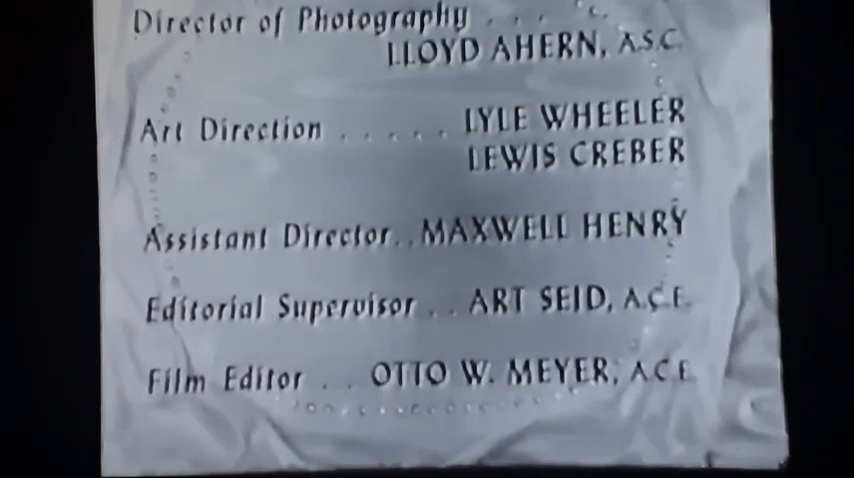 Director of Photography . . . .
LLOYD AHERN, A.S.C.
Art Direction . . . . . LYLE WHEELER
LEWIS CREBER
Assistant Director . . MAXWELL HENRY
Editorial Supervisor . . ART SEID, A.C.E.
Film Editor . . OTTO W. MEYER, A.C.E.